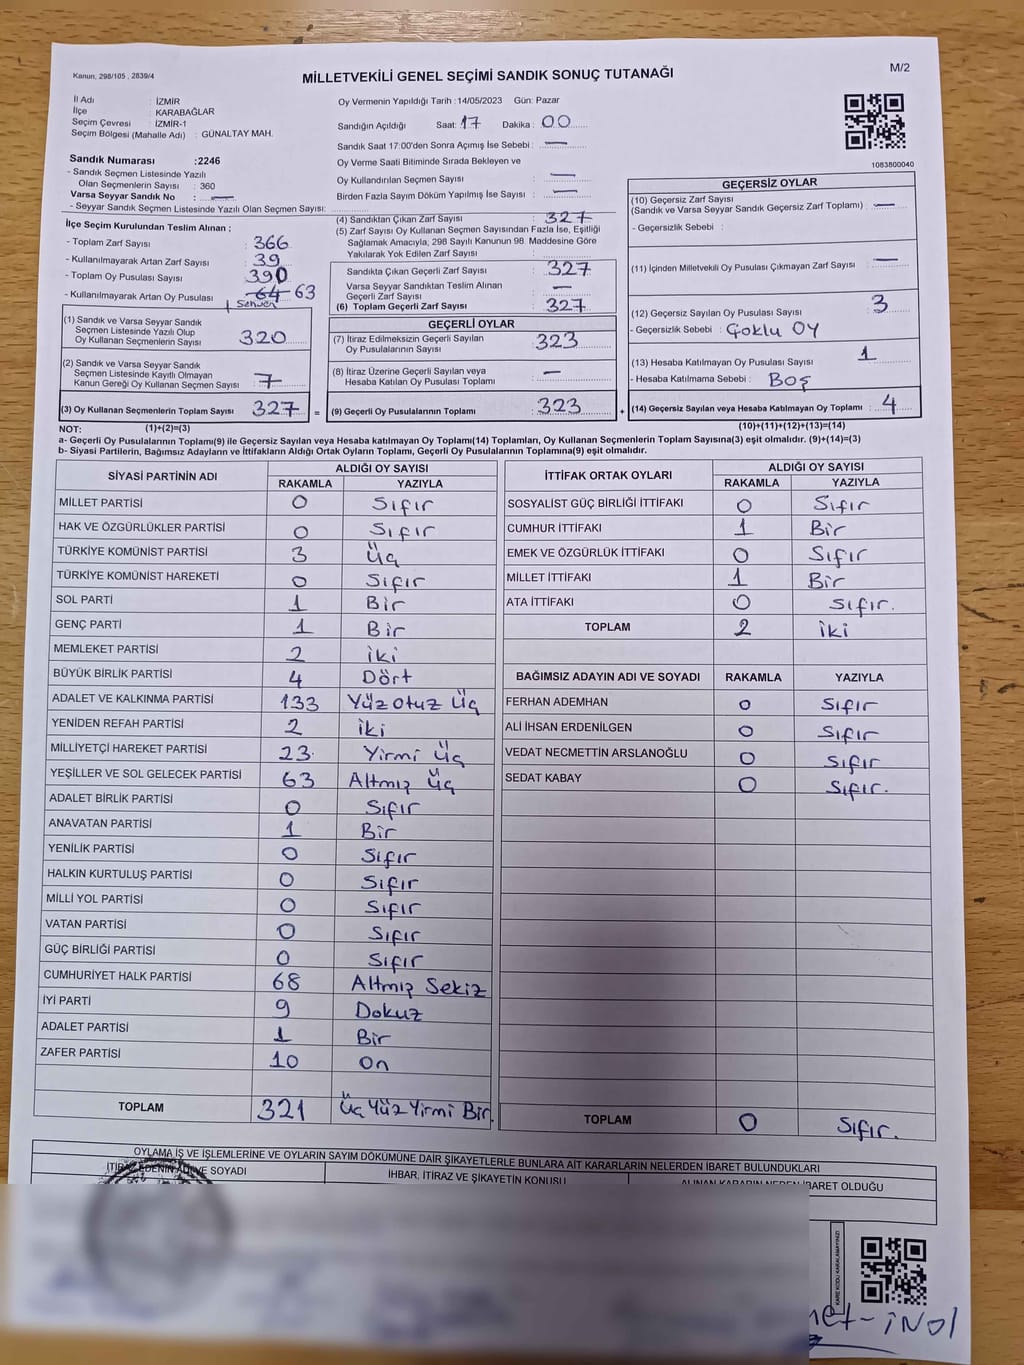 Kanun; 298/105 , 2839/4
MİLLETVEKİLİ GENEL SEÇİMİ SANDIK SONUÇ TUTANAĞI
M/2
İl Adı : İZMİR
İlçe : KARABAĞLAR
Seçim Çevresi : İZMİR-1
Seçim Bölgesi (Mahalle Adı) : GÜNALTAY MAH.
Oy Vermenin Yapıldığı Tarih :14/05/2023 Gün: Pazar
Sandığın Açıldığı Saat: 17 Dakika : 00
Sandık Saat 17:00'den Sonra Açımış İse Sebebi : —
Oy Verme Saati Bitiminde Sırada Bekleyen ve
Oy Kullandırılan Seçmen Sayısı : —
Birden Fazla Sayım Döküm Yapılmış İse Sayısı : —
1083800040
Sandık Numarası :2246
- Sandık Seçmen Listesinde Yazılı
Olan Seçmenlerin Sayısı : 360
Varsa Seyyar Sandık No : —
- Seyyar Sandık Seçmen Listesinde Yazılı Olan Seçmen Sayısı:
İlçe Seçim Kurulundan Teslim Alınan ;
- Toplam Zarf Sayısı : 366
- Kullanılmayarak Artan Zarf Sayısı : 39
- Toplam Oy Pusulası Sayısı : 390
- Kullanılmayarak Artan Oy Pusulası : 64 63
Sehven
(1) Sandık ve Varsa Seyyar Sandık
Seçmen Listesinde Yazılı Olup
Oy Kullanan Seçmenlerin Sayısı : 320
(2) Sandık ve Varsa Seyyar Sandık
Seçmen Listesinde Kayıtlı Olmayan
Kanun Gereği Oy Kullanan Seçmen Sayısı : 7
(3) Oy Kullanan Seçmenlerin Toplam Sayısı : 327 =
(4) Sandıktan Çıkan Zarf Sayısı : 327
(5) Zarf Sayısı Oy Kullanan Seçmen Sayısından Fazla İse, Eşitliği
Sağlamak Amacıyla; 298 Sayılı Kanunun 98. Maddesine Göre
Yakılarak Yok Edilen Zarf Sayısı :
Sandıkta Çıkan Geçerli Zarf Sayısı : 327
Varsa Seyyar Sandıktan Teslim Alınan
Geçerli Zarf Sayısı : —
(6) Toplam Geçerli Zarf Sayısı : 327
GEÇERLİ OYLAR
(7) İtiraz Edilmeksizin Geçerli Sayılan
Oy Pusulalarının Sayısı : 323
(8) İtiraz Üzerine Geçerli Sayılan veya
Hesaba Katılan Oy Pusulası Toplamı : —
(9) Geçerli Oy Pusulalarının Toplamı : 323 +
GEÇERSİZ OYLAR
(10) Geçersiz Zarf Sayısı
(Sandık ve Varsa Seyyar Sandık Geçersiz Zarf Toplamı) : —
- Geçersizlik Sebebi :
(11) İçinden Milletvekili Oy Pusulası Çıkmayan Zarf Sayısı : —
(12) Geçersiz Sayılan Oy Pusulası Sayısı : 3
- Geçersizlik Sebebi : Çoklu OY
(13) Hesaba Katılmayan Oy Pusulası Sayısı : 1
- Hesaba Katılmama Sebebi : Boş
(14) Geçersiz Sayılan veya Hesaba Katılmayan Oy Toplamı : 4
NOT: (1)+(2)=(3)
(10)+(11)+(12)+(13)=(14)
a- Geçerli Oy Pusulalarının Toplamı(9) ile Geçersiz Sayılan veya Hesaba katılmayan Oy Toplamı(14) Toplamları, Oy Kullanan Seçmenlerin Toplam Sayısına(3) eşit olmalıdır. (9)+(14)=(3)
b- Siyasi Partilerin, Bağımsız Adayların ve İttifakların Aldığı Ortak Oyların Toplamı, Geçerli Oy Pusulalarının Toplamına(9) eşit olmalıdır.
SİYASİ PARTİNİN ADI ALDIĞI OY SAYISI
RAKAMLA YAZIYLA
MİLLET PARTİSİ 0 Sıfır
HAK VE ÖZGÜRLÜKLER PARTİSİ 0 Sıfır
TÜRKİYE KOMÜNİST PARTİSİ 3 Üç
TÜRKİYE KOMÜNİST HAREKETİ 0 Sıfır
SOL PARTİ 1 Bir
GENÇ PARTİ 1 Bir
MEMLEKET PARTİSİ 2 iki
BÜYÜK BİRLİK PARTİSİ 4 Dört
ADALET VE KALKINMA PARTİSİ 133 Yüz otuz Üç
YENİDEN REFAH PARTİSİ 2 iki
MİLLİYETÇİ HAREKET PARTİSİ 23 Yirmi Üç
YEŞİLLER VE SOL GELECEK PARTİSİ 63 Altmış Üç
ADALET BİRLİK PARTİSİ 0 Sıfır
ANAVATAN PARTİSİ 1 Bir
YENİLİK PARTİSİ 0 Sıfır
HALKIN KURTULUŞ PARTİSİ 0 Sıfır
MİLLİ YOL PARTİSİ 0 Sıfır
VATAN PARTİSİ 0 Sıfır
GÜÇ BİRLİĞİ PARTİSİ 0 Sıfır
CUMHURİYET HALK PARTİSİ 68 Altmış Sekiz
İYİ PARTİ 9 Dokuz
ADALET PARTİSİ 1 Bir
ZAFER PARTİSİ 10 On
TOPLAM 321 Üç Yüz Yirmi Bir.
İTTİFAK ORTAK OYLARI ALDIĞI OY SAYISI
RAKAMLA YAZIYLA
SOSYALİST GÜÇ BİRLİĞİ İTTİFAKI 0 Sıfır
CUMHUR İTTİFAKI 1 Bir
EMEK VE ÖZGÜRLÜK İTTİFAKI 0 Sıfır
MİLLET İTTİFAKI 1 Bir
ATA İTTİFAKI 0 Sıfır.
TOPLAM 2 iki
BAĞIMSIZ ADAYIN ADI VE SOYADI RAKAMLA YAZIYLA
FERHAN ADEMHAN 0 Sıfır
ALİ İHSAN ERDENİLGEN 0 Sıfır
VEDAT NECMETTİN ARSLANOĞLU 0 Sıfır
SEDAT KABAY 0 Sıfır.
TOPLAM 0 Sıfır.
OYLAMA İŞ VE İŞLEMLERİNE VE OYLARIN SAYIM DÖKÜMÜNE DAİR ŞİKAYETLERLE BUNLARA AİT KARARLARIN NELERDEN İBARET BULUNDUKLARI
İTİRAZ EDENİN ADI VE SOYADI İHBAR, İTİRAZ VE ŞİKAYETİN KONUSU ALINAN KARARIN NEDEN İBARET OLDUĞU
KARE KODU KARALAMAYINIZ!